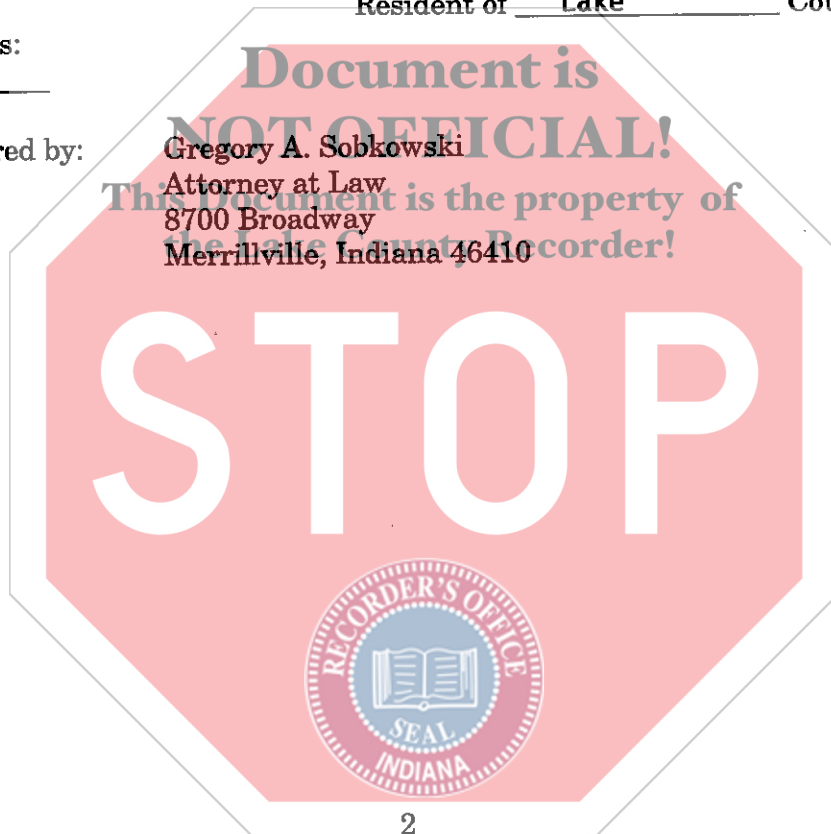 Resident of Lake Cou
s:
Document is
NOT OFFICIAL!
red by: Gregory A. Sobkowski
Attorney at Law
This Document is the property of
8700 Broadway
the Lake County Recorder!
Merrillville, Indiana 46410
STOP
RECORDER'S OFFICE
SEAL
INDIANA
2